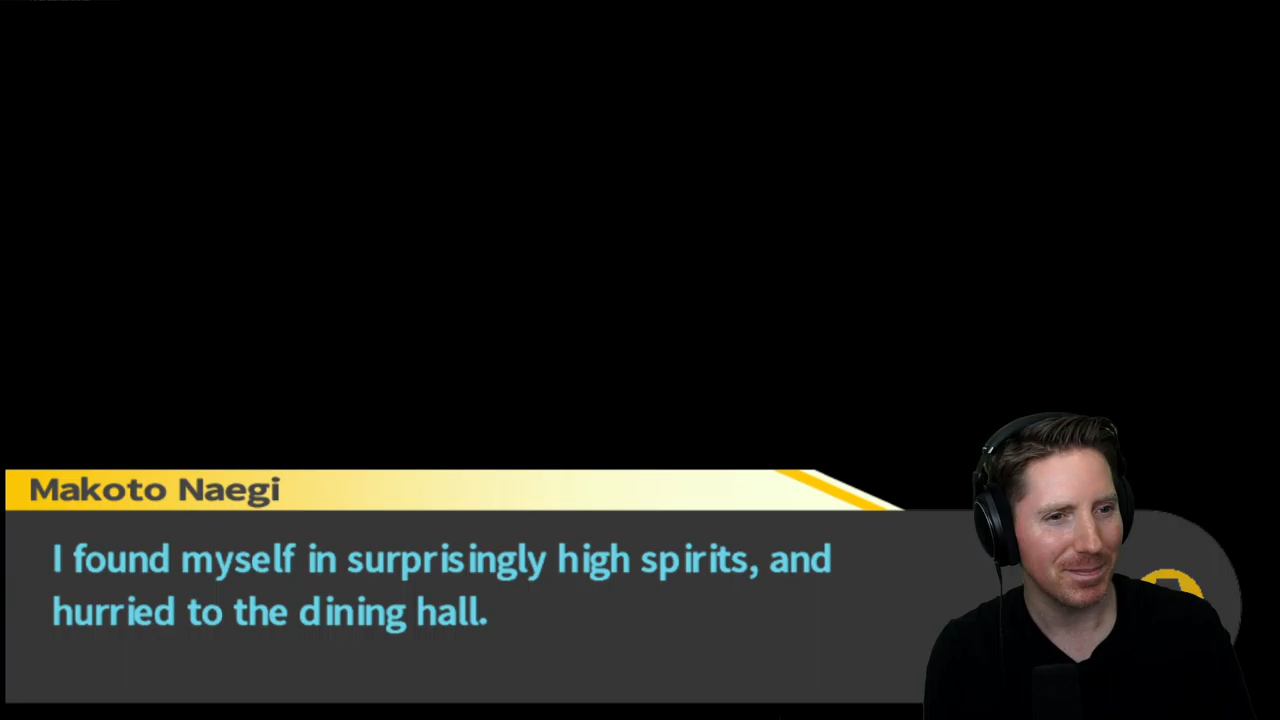 Makoto Naegi
I found myself in surprisingly high spirits, and
hurried to the dining hall.